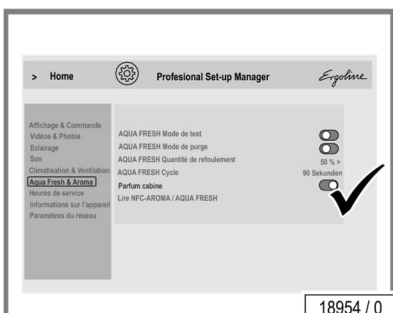 > Home Profesional Set-up Manager Ergoline
Affichage & Commande
Vidéos & Photos
Eclairage
Son
Climatisation & Ventilation
Aqua Fresh & Aroma
Heures de service
Informations sur l'appareil
Paramètres du réseau
AQUA FRESH Mode de test
AQUA FRESH Mode de purge
AQUA FRESH Quantité de refoulement 50 % >
AQUA FRESH Cycle 90 Sekunden
Parfum cabine
Lire NFC-AROMA / AQUA FRESH
18954 / 0